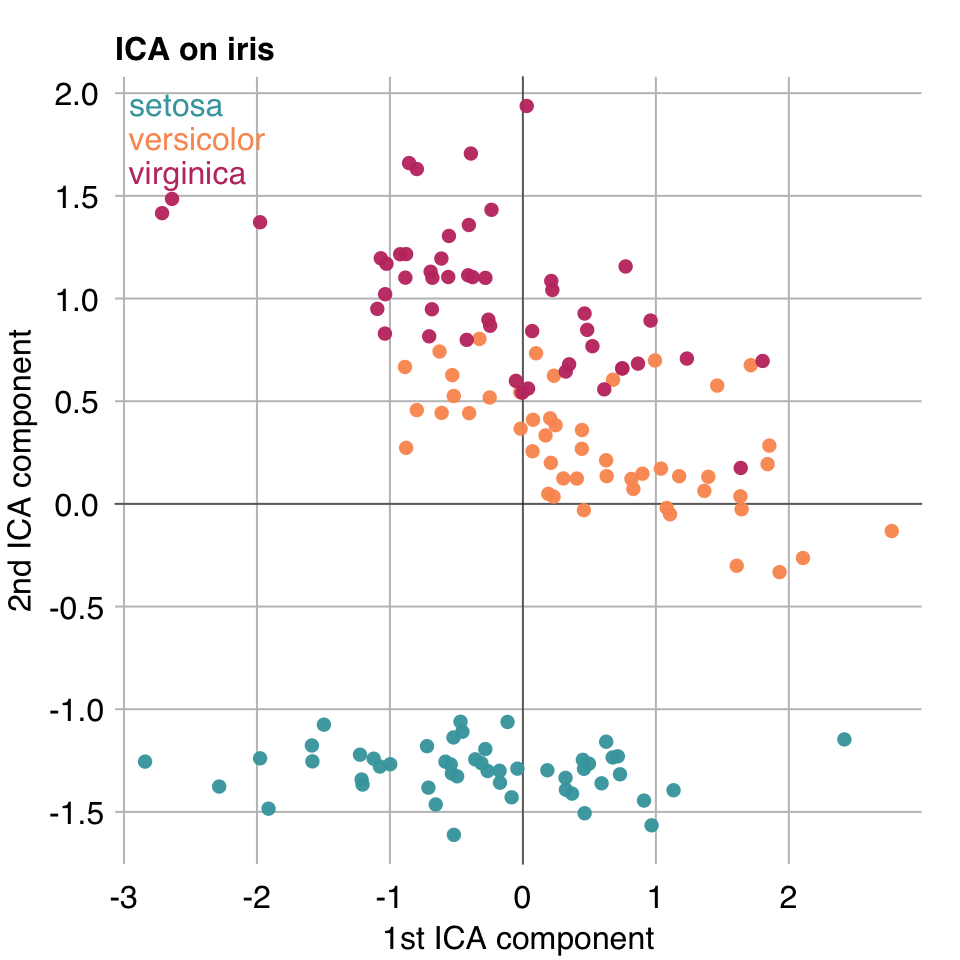 ICA on iris
2.0
setosa
versicolor
virginica
1.5
1.0
0.5
0.0
-0.5
-1.0
-1.5
2nd ICA component
-3 -2 -1 0 1 2
1st ICA component